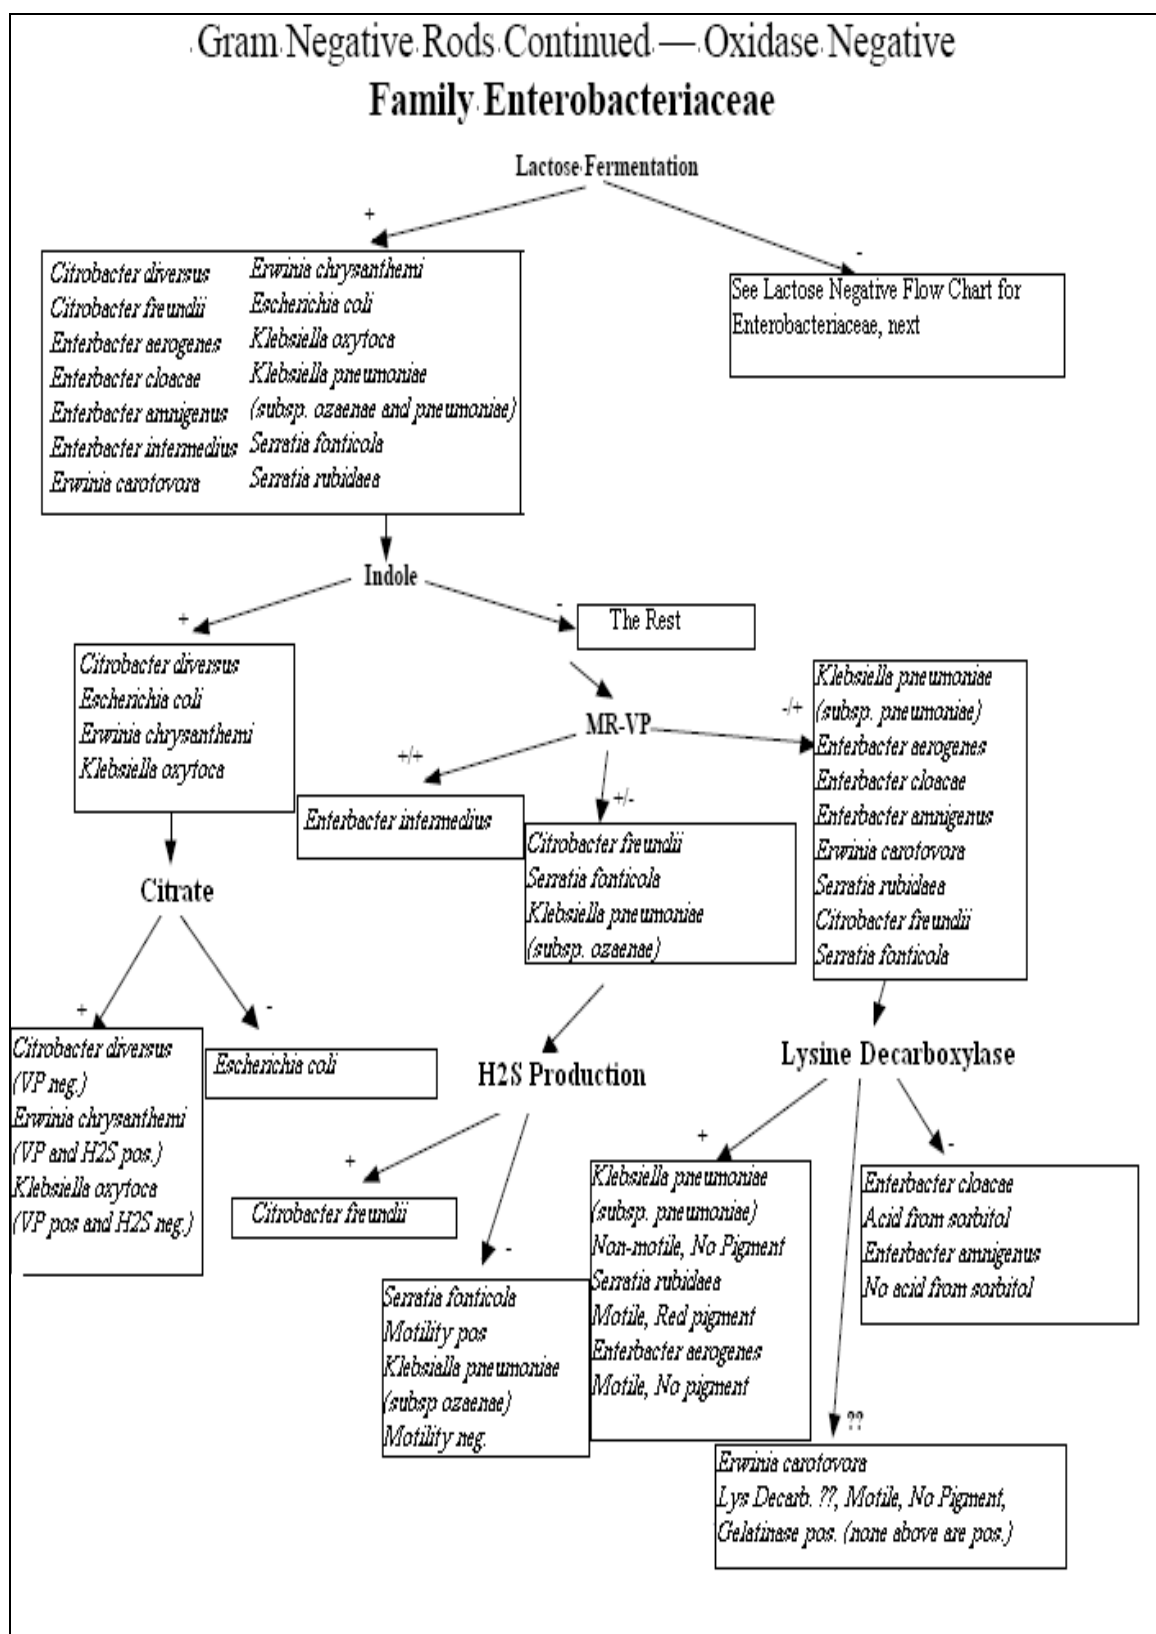 Gram Negative Rods Continued — Oxidase Negative
Family Enterobacteriaceae
Lactose Fermentation
+
-
Citrobacter diversus
Citrobacter freundii
Enterbacter aerogenes
Enterbacter cloacae
Enterbacter amnigenus
Enterbacter intermedius
Erwinia carotovora
Erwinia chrysanthemi
Escherichia coli
Klebsiella oxytoca
Klebsiella pneumoniae
(subsp. ozaenae and pneumoniae)
Serratia fonticola
Serratia rubidaea
See Lactose Negative Flow Chart for
Enterobacteriaceae, next
Indole
+
-
The Rest
Citrobacter diversus
Escherichia coli
Erwinia chrysanthemi
Klebsiella oxytoca
MR-VP
+/+
+/-
-/+
Enterbacter intermedius
Citrobacter freundii
Serratia fonticola
Klebsiella pneumoniae
(subsp. ozaenae)
Klebsiella pneumoniae
(subsp. pneumoniae)
Enterbacter aerogenes
Enterbacter cloacae
Enterbacter amnigenus
Erwinia carotovora
Serratia rubidaea
Citrobacter freundii
Serratia fonticola
Citrate
+
-
Citrobacter diversus
(VP neg.)
Erwinia chrysanthemi
(VP and H2S pos.)
Klebsiella oxytoca
(VP pos and H2S neg.)
Escherichia coli
H2S Production
+
-
Citrobacter freundii
Serratia fonticola
Motility pos
Klebsialla pneumoniae
(subsp ozaenae)
Motility neg.
Lysine Decarboxylase
+
-
??
Klebsiella pneumoniae
(subsp. pneumoniae)
Non-motile, No Pigment
Serratia rubidaea
Motile, Red pigment
Enterbacter aerogenes
Motile, No pigment
Enterbacter cloacae
Acid from sorbitol
Enterbacter amnigenus
No acid from sorbitol
Erwinia carotovora
Lys Decarb. ??, Motile, No Pigment,
Gelatinase pos. (none above are pos.)